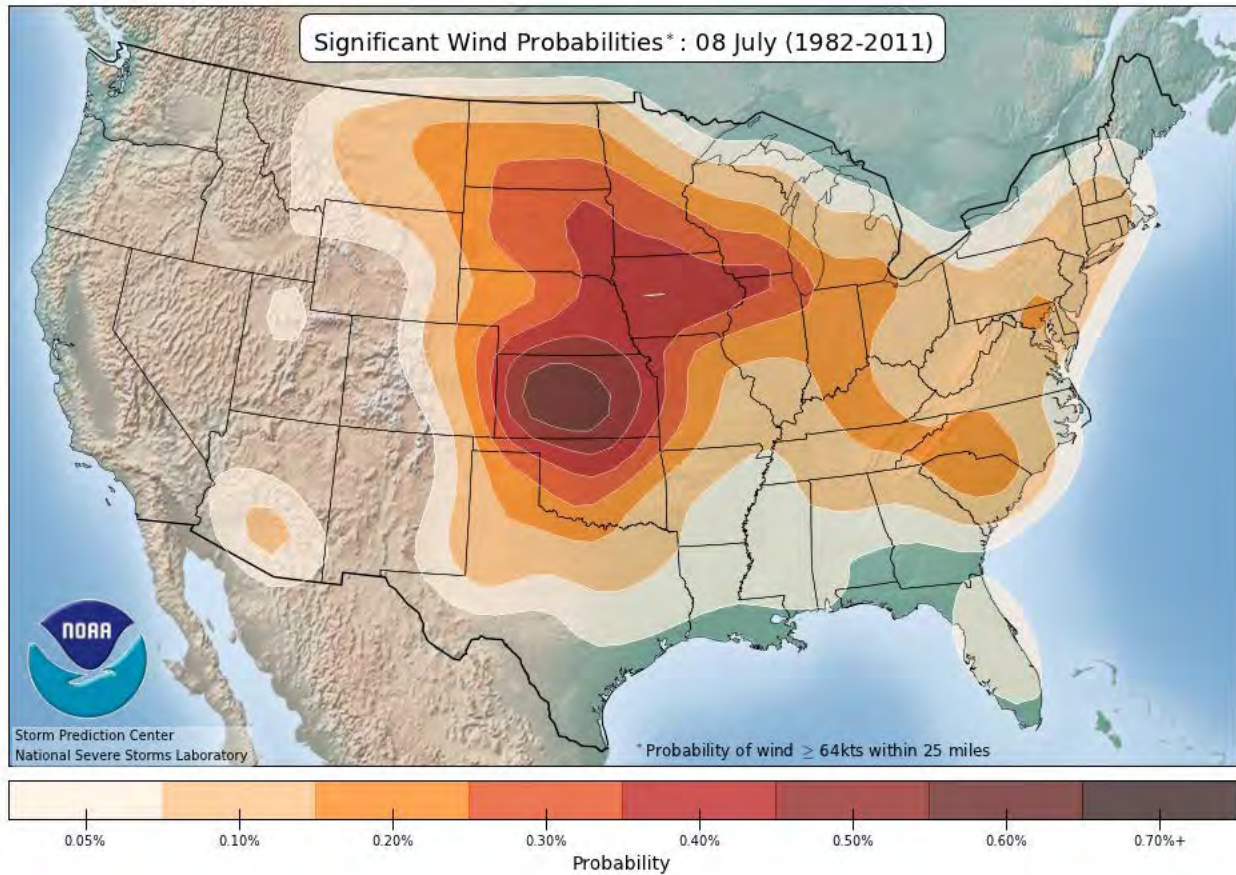 Significant Wind Probabilities*: 08 July (1982-2011)
NOAA
Storm Prediction Center
National Severe Storms Laboratory
*Probability of wind ≥ 64kts within 25 miles
0.05% 0.10% 0.20% 0.30% 0.40% 0.50% 0.60% 0.70%+
Probability